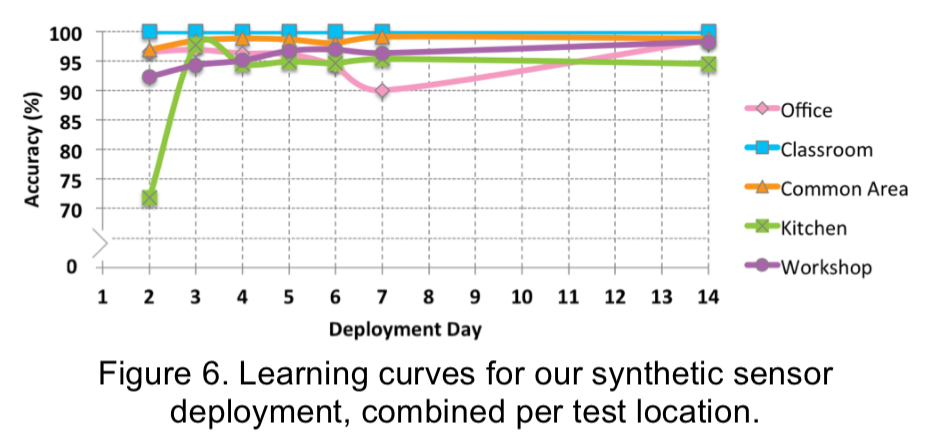 100
95
90
85
80
75
70
0
Accuracy (%)
1 2 3 4 5 6 7 8 9 10 11 12 13 14
Deployment Day
Office
Classroom
Common Area
Kitchen
Workshop
Figure 6. Learning curves for our synthetic sensor
deployment, combined per test location.